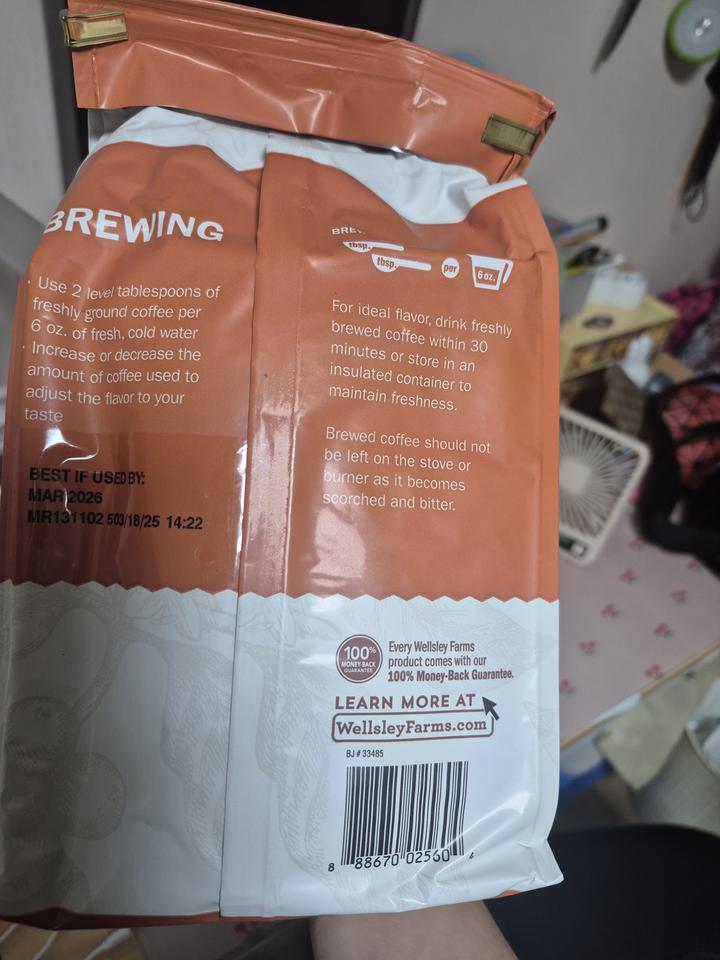 BREWING
· Use 2 level tablespoons of
freshly ground coffee per
6 oz. of fresh, cold water
· Increase or decrease the
amount of coffee used to
adjust the flavor to your
taste
BEST IF USED BY:
MAR 2026
MR131102 503/18/25 14:22
tbsp.
tbsp.
per
6 oz.
For ideal flavor, drink freshly
brewed coffee within 30
minutes or store in an
insulated container to
maintain freshness.
Brewed coffee should not
be left on the stove or
burner as it becomes
scorched and bitter.
100%
MONEY-BACK
GUARANTEE
Every Wellsley Farms
product comes with our
100% Money-Back Guarantee.
LEARN MORE AT
WellsleyFarms.com
BJ # 33485
8 88670 02560